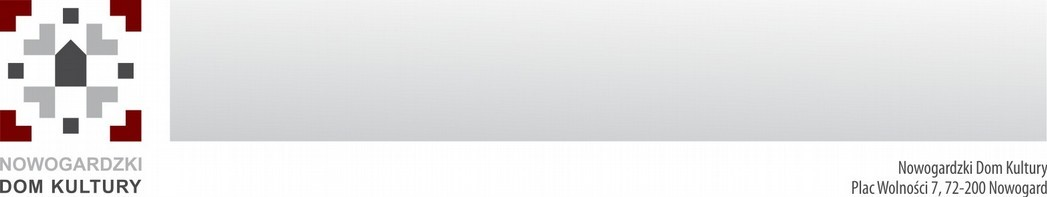 NOWOGARDZKI
DOM KULTURY
Nowogardzki Dom Kultury
Plac Wolności 7, 72-200 Nowogard